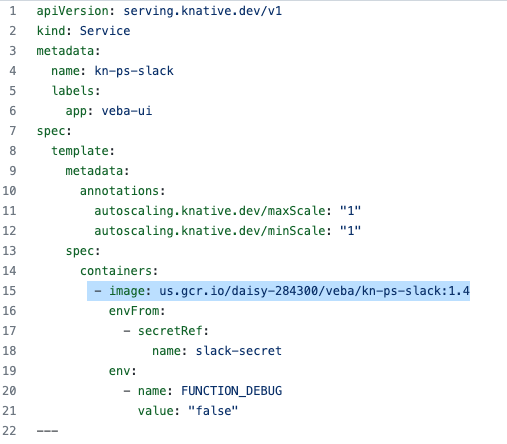 1 apiVersion: serving.knative.dev/v1
2 kind: Service
3 metadata:
4   name: kn-ps-slack
5   labels:
6     app: veba-ui
7 spec:
8   template:
9     metadata:
10       annotations:
11         autoscaling.knative.dev/maxScale: "1"
12         autoscaling.knative.dev/minScale: "1"
13     spec:
14       containers:
15         - image: us.gcr.io/daisy-284300/veba/kn-ps-slack:1.4
16           envFrom:
17             - secretRef:
18                 name: slack-secret
19           env:
20             - name: FUNCTION_DEBUG
21               value: "false"
22 ---